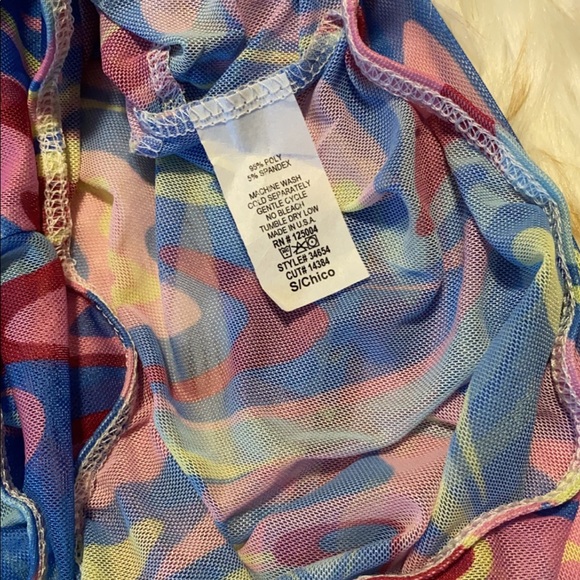 95% POLY
5% SPANDEX
MACHINE WASH
COLD SEPARATELY
GENTLE CYCLE
NO BLEACH
TUMBLE DRY LOW
MADE IN U.S.A.
RN # 125004
STYLE# 34654
CUT# 14384
S/Chico